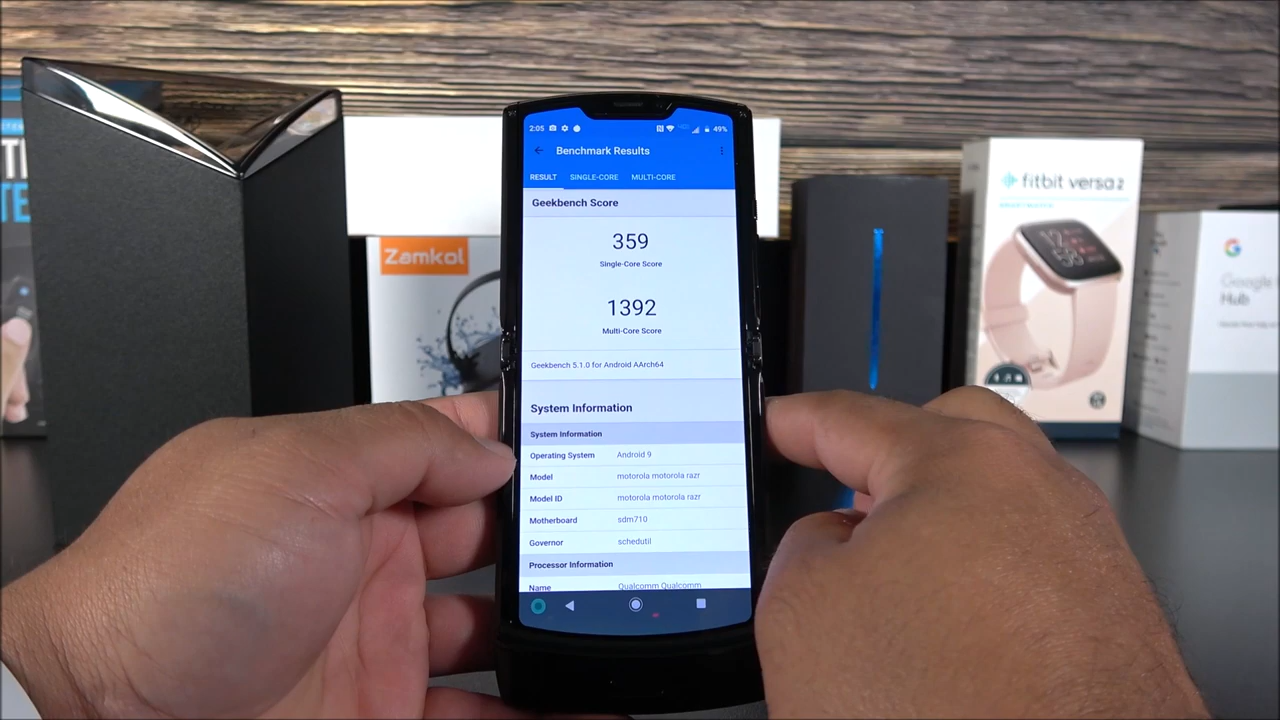 2:05
49%
Benchmark Results
RESULT SINGLE-CORE MULTI-CORE
Geekbench Score
359
Single-Core Score
1392
Multi-Core Score
Geekbench 5.1.0 for Android AArch64
System Information
System Information
Operating System Android 9
Model motorola motorola razr
Model ID motorola motorola razr
Motherboard sdm710
Governor schedutil
Processor Information
Name Qualcomm Qualcomm
Zamkol
fitbit versa 2
Google
Hub